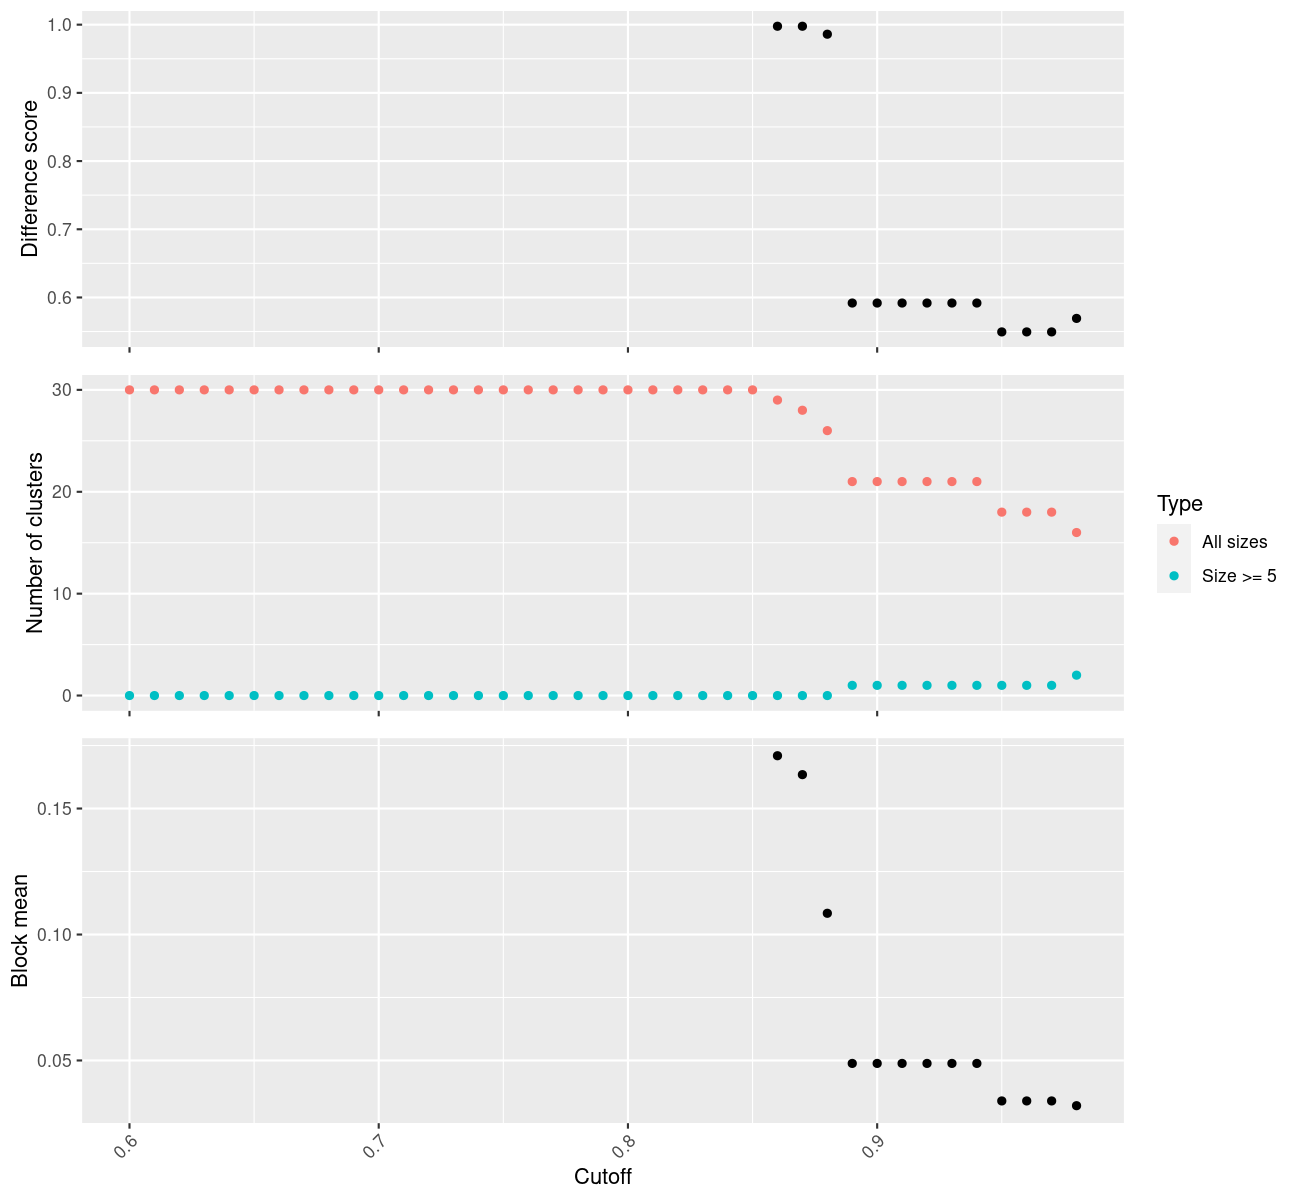 Difference score
1.0
0.9
0.8
0.7
0.6
Number of clusters
30
20
10
0
Type
All sizes
Size >= 5
Block mean
0.15
0.10
0.05
0.6 0.7 0.8 0.9
Cutoff